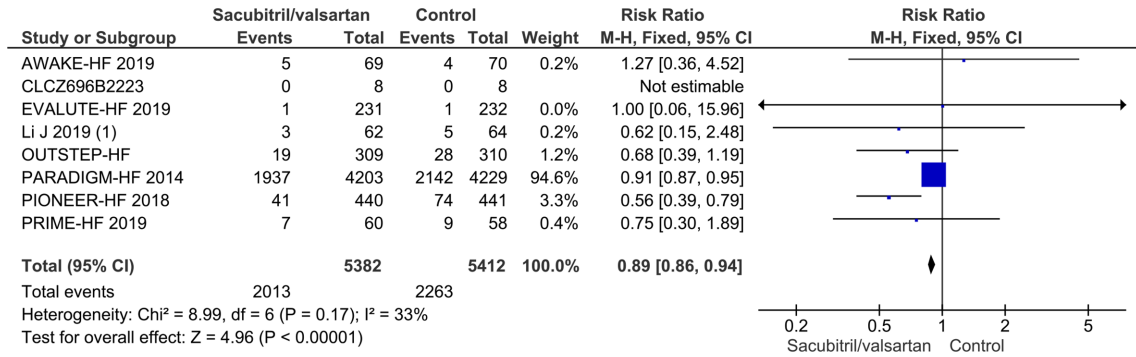 Sacubitril/valsartan Control Risk Ratio Risk Ratio
Study or Subgroup Events Total Events Total Weight M-H, Fixed, 95% CI M-H, Fixed, 95% CI
AWAKE-HF 2019 5 69 4 70 0.2% 1.27 [0.36, 4.52]
CLCZ696B2223 0 8 0 8 Not estimable
EVALUTE-HF 2019 1 231 1 232 0.0% 1.00 [0.06, 15.96]
Li J 2019 (1) 3 62 5 64 0.2% 0.62 [0.15, 2.48]
OUTSTEP-HF 19 309 28 310 1.2% 0.68 [0.39, 1.19]
PARADIGM-HF 2014 1937 4203 2142 4229 94.6% 0.91 [0.87, 0.95]
PIONEER-HF 2018 41 440 74 441 3.3% 0.56 [0.39, 0.79]
PRIME-HF 2019 7 60 9 58 0.4% 0.75 [0.30, 1.89]
Total (95% CI) 5382 5412 100.0% 0.89 [0.86, 0.94]
Total events 2013 2263
Heterogeneity: Chi² = 8.99, df = 6 (P = 0.17); I² = 33%
Test for overall effect: Z = 4.96 (P < 0.00001)
0.2 0.5 1 2 5
Sacubitril/valsartan Control